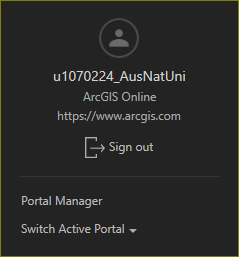 u1070224_AusNatUni
ArcGIS Online
https://www.arcgis.com
Sign out
Portal Manager
Switch Active Portal